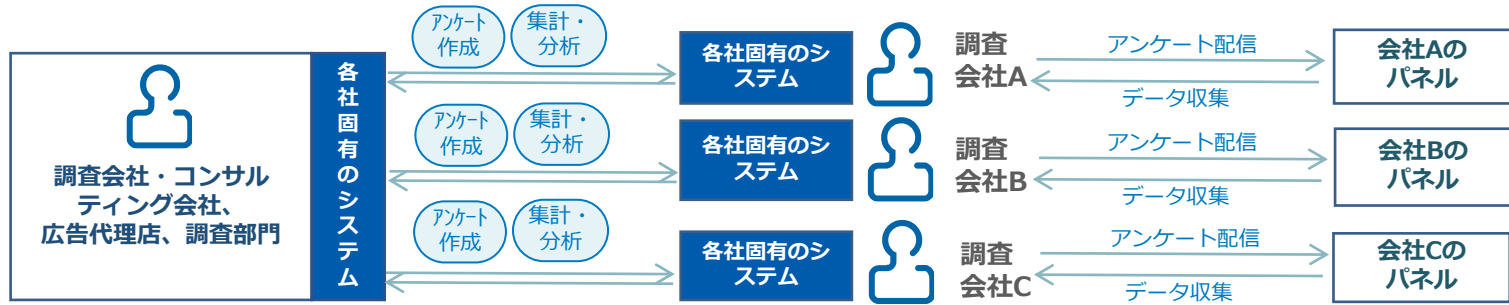 調査会社・コンサル
ティング会社、
広告代理店、調査部門
各社固有のシステム
ｱﾝｹｰﾄ
作成
集計・
分析
各社固有のシ
ステム
調査
会社A
アンケート配信
データ収集
会社Aの
パネル
ｱﾝｹｰﾄ
作成
集計・
分析
各社固有のシ
ステム
調査
会社B
アンケート配信
データ収集
会社Bの
パネル
ｱﾝｹｰﾄ
作成
集計・
分析
各社固有のシ
ステム
調査
会社C
アンケート配信
データ収集
会社Cの
パネル